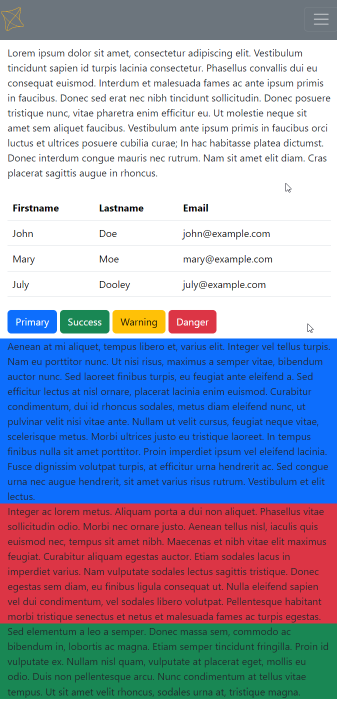 Lorem ipsum dolor sit amet, consectetur adipiscing elit. Vestibulum
tincidunt sapien id turpis lacinia consectetur. Phasellus convallis dui eu
consequat euismod. Interdum et malesuada fames ac ante ipsum primis
in faucibus. Donec sed erat nec nibh tincidunt sollicitudin. Donec posuere
tristique nunc, vitae pharetra enim efficitur eu. Ut molestie neque sit
amet sem aliquet faucibus. Vestibulum ante ipsum primis in faucibus orci
luctus et ultrices posuere cubilia curae; In hac habitasse platea dictumst.
Donec interdum congue mauris nec rutrum. Nam sit amet elit diam. Cras
placerat sagittis augue in rhoncus.
Firstname Lastname Email
John Doe john@example.com
Mary Moe mary@example.com
July Dooley july@example.com
Primary Success Warning Danger
Aenean at mi aliquet, tempus libero et, varius elit. Integer vel tellus turpis.
Nam eu porttitor nunc. Ut nisi risus, maximus a semper vitae, bibendum
auctor nunc. Sed laoreet finibus turpis, eu feugiat ante eleifend a. Sed
efficitur lectus at nisl ornare, placerat lacinia enim euismod. Curabitur
condimentum, dui id rhoncus sodales, metus diam eleifend nunc, ut
pulvinar velit nisi vitae ante. Nullam ut velit cursus, feugiat neque vitae,
scelerisque metus. Morbi ultrices justo eu tristique laoreet. In tempus
finibus nulla sit amet porttitor. Proin imperdiet ipsum vel eleifend lacinia.
Fusce dignissim volutpat turpis, at efficitur urna hendrerit ac. Sed congue
urna nec augue hendrerit, sit amet varius risus rutrum. Vestibulum et elit
lectus.
Integer ac lorem metus. Aliquam porta a dui non aliquet. Phasellus vitae
sollicitudin odio. Morbi nec ornare justo. Aenean tellus nisl, iaculis quis
euismod nec, tempus sit amet nibh. Maecenas et nibh vitae elit maximus
feugiat. Curabitur aliquam egestas auctor. Etiam sodales lacus in
imperdiet varius. Nam vulputate sodales lectus sagittis tristique. Donec
egestas sem diam, eu finibus ligula consequat ut. Nulla eleifend sapien
vel dui condimentum, vel sodales libero volutpat. Pellentesque habitant
morbi tristique senectus et netus et malesuada fames ac turpis egestas.
Sed elementum a leo a semper. Donec massa sem, commodo ac
bibendum in, lobortis ac magna. Etiam semper tincidunt fringilla. Proin id
vulputate ex. Nullam nisl quam, vulputate at placerat eget, mollis eu
odio. Duis non pellentesque arcu. Nunc condimentum at tellus vitae
tempus. Ut sit amet velit rhoncus, sodales urna at, tristique magna.